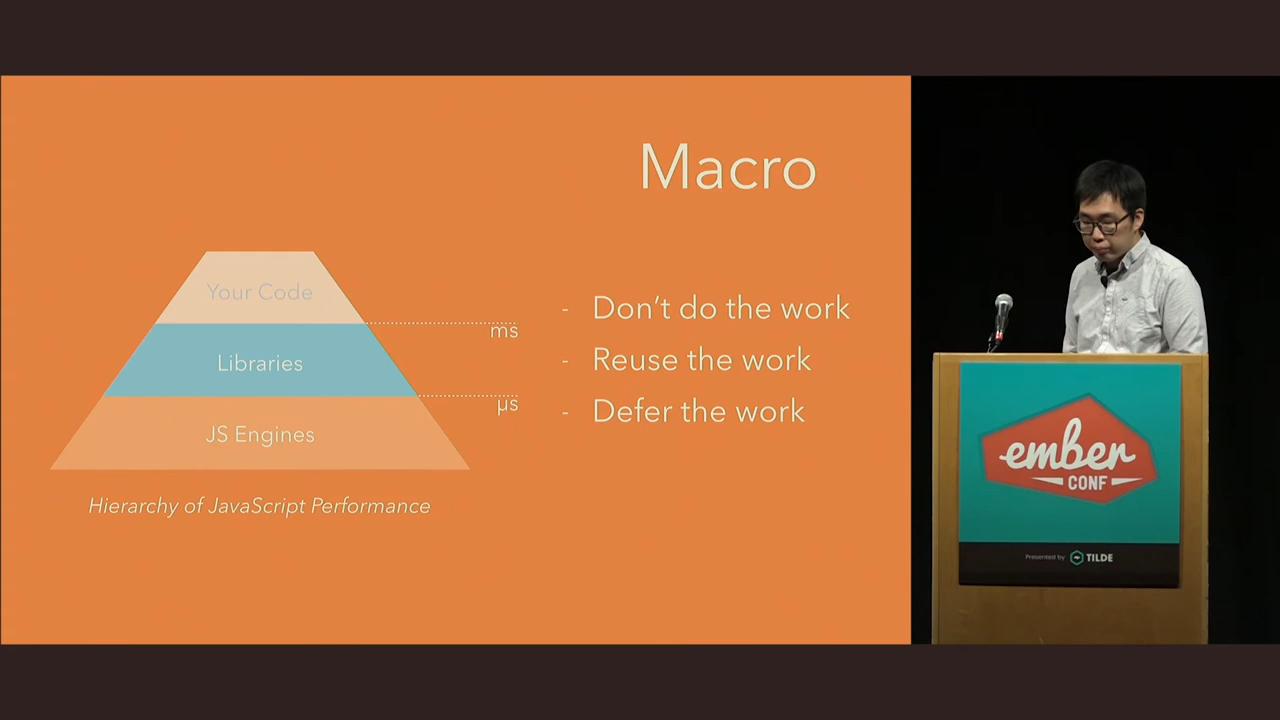 Macro
Your Code
ms
Libraries
µs
JS Engines
Hierarchy of JavaScript Performance
- Don't do the work
- Reuse the work
- Defer the work
ember
CONF
Presented by TILDE